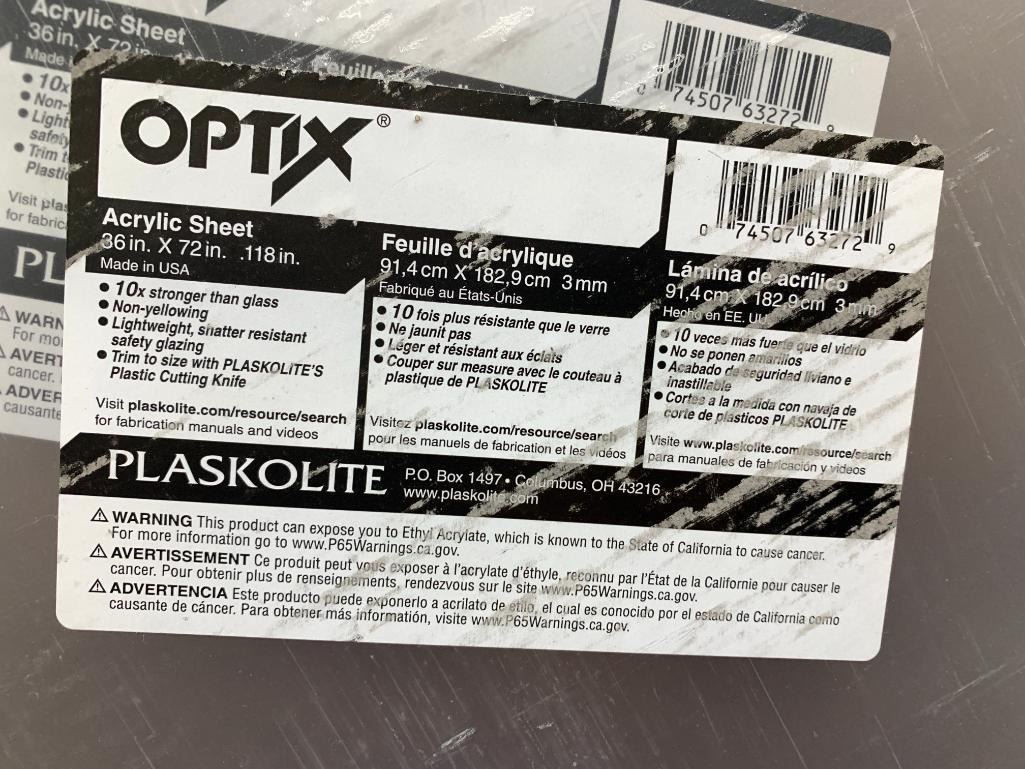 Acrylic Sheet
36 in. X 72 in.
Made
• 10x
• Non-
• Light
safety
• Trim t
Plastic
Visit plas
for fabric
PL
WARN
For mo
AVERT
cancer.
ADVER
causante
Feuille
0 74507 63272 9
OPTIX®
0 74507 63272 9
Acrylic Sheet
36 in. X 72 in. .118 in.
Made in USA
• 10x stronger than glass
• Non-yellowing
• Lightweight, shatter resistant
safety glazing
• Trim to size with PLASKOLITE'S
Plastic Cutting Knife
Visit plaskolite.com/resource/search
for fabrication manuals and videos
Feuille d'acrylique
91,4 cm X 182,9 cm 3 mm
Fabriqué au États-Unis
• 10 fois plus résistante que le verre
• Ne jaunit pas
• Léger et résistant aux éclats
• Couper sur measure avec le couteau à
plastique de PLASKOLITE
Visitez plaskolite.com/resource/search
pour les manuels de fabrication et les vidéos
Lámina de acrílico
91,4 cm X 182,9 cm 3 mm
Hecho en EE. UU
• 10 veces más fuerte que el vidrio
• No se ponen amarillos
• Acabado de seguridad liviano e
inastillable
• Cortes a la medida con navaja de
corte de plasticos PLASKOLITE
Visite www.plaskolite.com/resource/search
para manuales de fabricación y videos
PLASKOLITE
P.O. Box 1497 • Columbus, OH 43216
www.plaskolite.com
⚠ WARNING This product can expose you to Ethyl Acrylate, which is known to the State of California to cause cancer.
For more information go to www.P65Warnings.ca.gov.
⚠ AVERTISSEMENT Ce produit peut vous exposer à l'acrylate d'éthyle, reconnu par l'État de la Californie pour causer le
cancer. Pour obtenir plus de renseignements, rendezvous sur le site www.P65Warnings.ca.gov.
⚠ ADVERTENCIA Este producto puede exponerlo a acrilato de etilo, el cual es conocido por el estado de California como
causante de cáncer. Para obtener más informatión, visite www.P65Warnings.ca.gov.